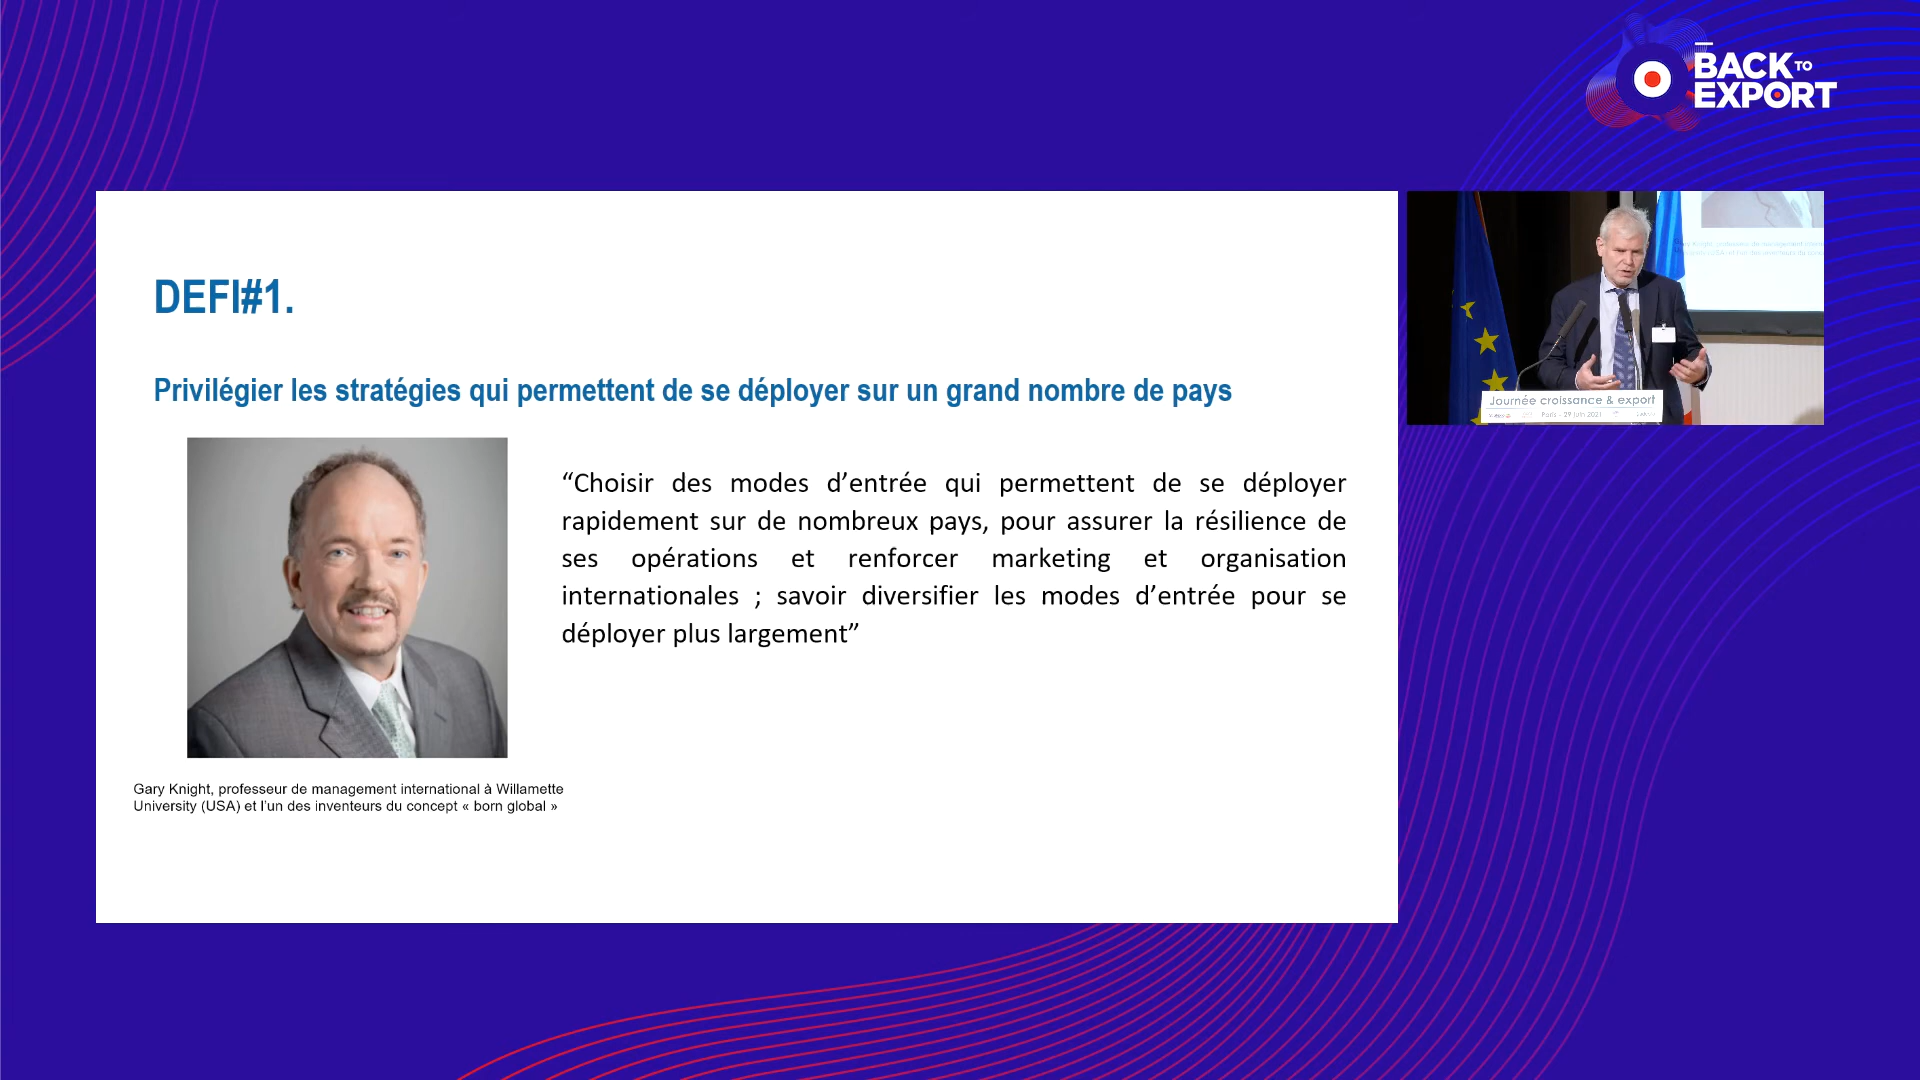 BACK TO
EXPORT
DEFI#1.
Privilégier les stratégies qui permettent de se déployer sur un grand nombre de pays
“Choisir des modes d’entrée qui permettent de se déployer
rapidement sur de nombreux pays, pour assurer la résilience de
ses opérations et renforcer marketing et organisation
internationales ; savoir diversifier les modes d’entrée pour se
déployer plus largement”
Gary Knight, professeur de management international à Willamette
University (USA) et l’un des inventeurs du concept « born global »
Journée croissance & export
Paris - 29 juin 2021